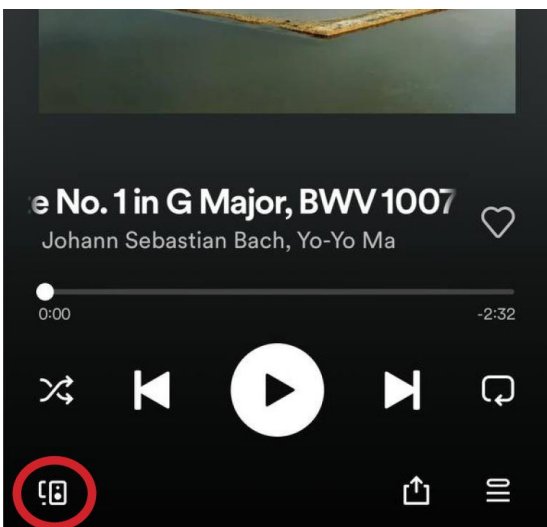 e No. 1 in G Major, BWV 1007
Johann Sebastian Bach, Yo-Yo Ma
0:00
-2:32